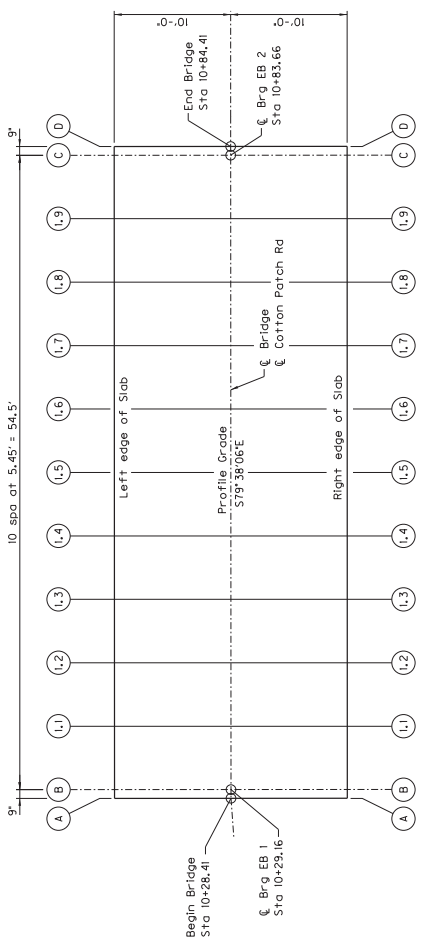 10 spa at 5.45' = 54.5'
9"
9"
A
B
1.1
1.2
1.3
1.4
1.5
1.6
1.7
1.8
1.9
C
D
10'-0"
10'-0"
Left edge of Slab
Begin Bridge
Sta 10+28.41
℄ Brg EB 1
Sta 10+29.16
Profile Grade
S79°38'06"E
℄ Bridge
℄ Cotton Patch Rd
End Bridge
Sta 10+84.41
℄ Brg EB 2
Sta 10+83.66
Right edge of Slab
A
B
1.1
1.2
1.3
1.4
1.5
1.6
1.7
1.8
1.9
C
D